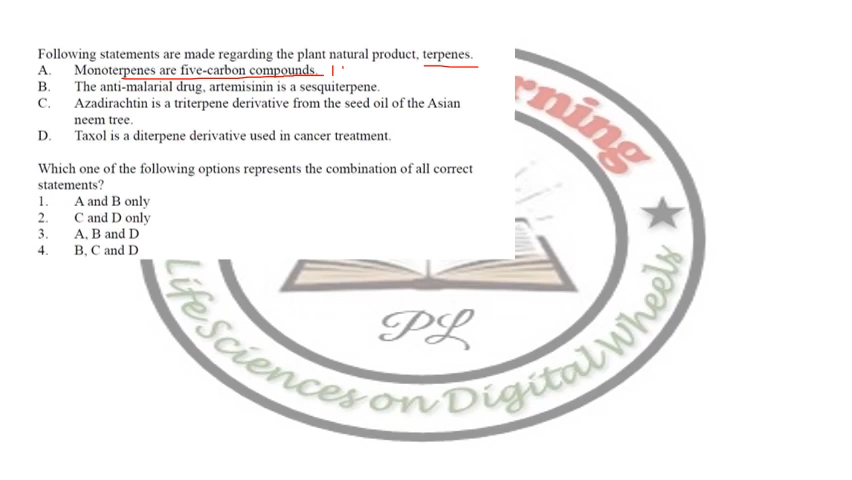 Following statements are made regarding the plant natural product, terpenes.
A. Monoterpenes are five-carbon compounds.
B. The anti-malarial drug, artemisinin is a sesquiterpene.
C. Azadirachtin is a triterpene derivative from the seed oil of the Asian
neem tree.
D. Taxol is a diterpene derivative used in cancer treatment.
Which one of the following options represents the combination of all correct
statements?
1. A and B only
2. C and D only
3. A, B and D
4. B, C and D
PL
Life Sciences on Digital Wheels